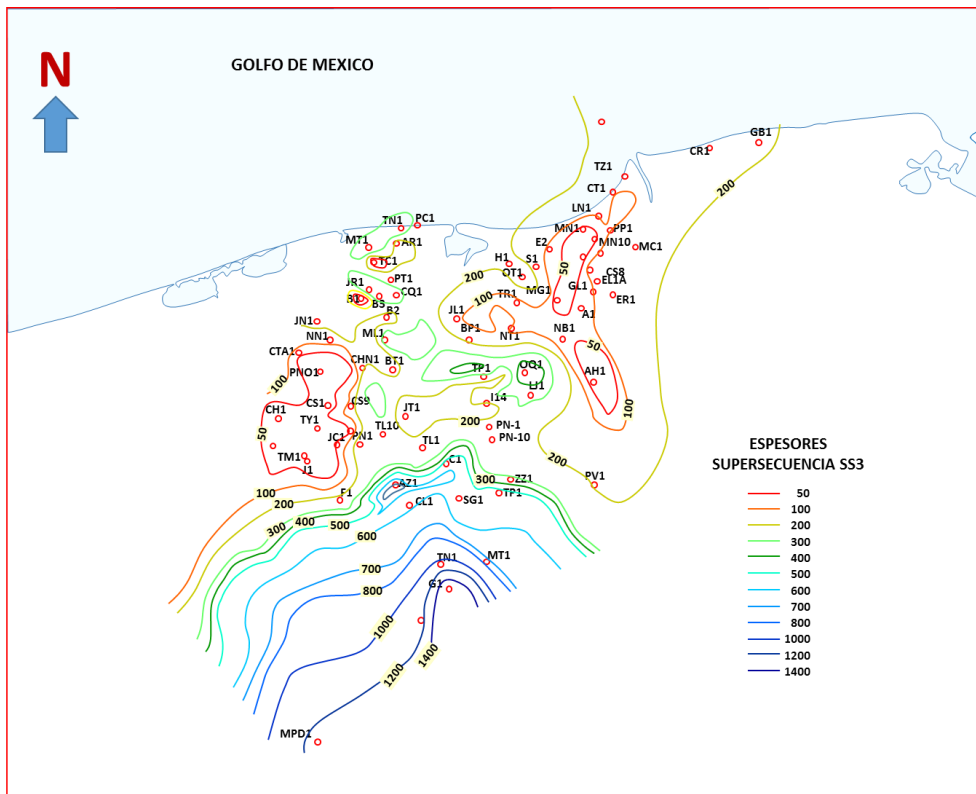 N
GOLFO DE MEXICO
GB1
CR1
TZ1
CT1
200
LN1
TN1
PC1
MN1
PP1
MT1
AR1
E2
MN10
MC1
TC1
H1
S1
50
CS8
PT1
200
OT1
EL1A
JR1
MG1
GL1
B1
B3
CQ1
100
TR1
ER1
JN1
B2
JL1
A1
NN1
ML1
BP1
NT1
NB1
50
CTA1
CHN1
BT1
PNO1
TP1
OQ1
AH1
100
LJ1
CS1
CS9
I14
100
CH1
JT1
TY1
200
PN-1
50
TL10
JC1
PN1
TL1
PN-10
TM1
J1
C1
200
100
F1
AZ1
300
ZZ1
PV1
200
CL1
SG1
TP1
300
400
500
600
TN1
MT1
700
800
G1
1000
1400
1200
MPD1
ESPESORES
SUPERSECUENCIA SS3
50
100
200
300
400
500
600
700
800
1000
1200
1400